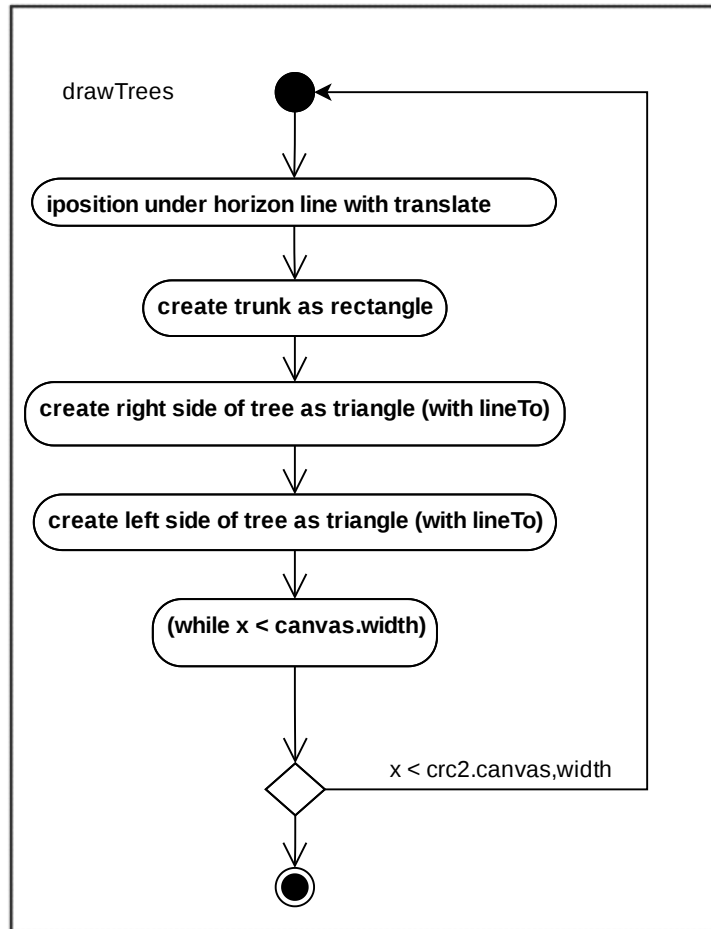 drawTrees
iposition under horizon line with translate
create trunk as rectangle
create right side of tree as triangle (with lineTo)
create left side of tree as triangle (with lineTo)
(while x < canvas.width)
x < crc2.canvas,width